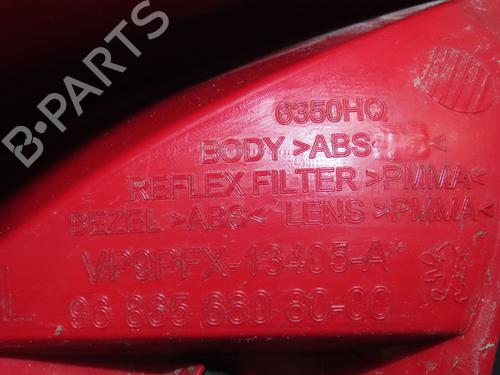 6350HQ
BODY >ABS
REFLEX FILTER >PMMA<
BEZEL >ABS< LENS >PMMA<
VP9PFX-13405-A*
96 865 660 80-00
L
B-PARTS